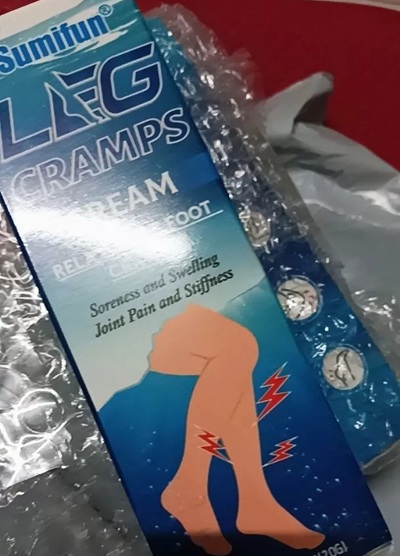 Sumifun®
LEG
CRAMPS
CREAM
FOOT
Soreness and Swelling
Joint Pain and Stiffness